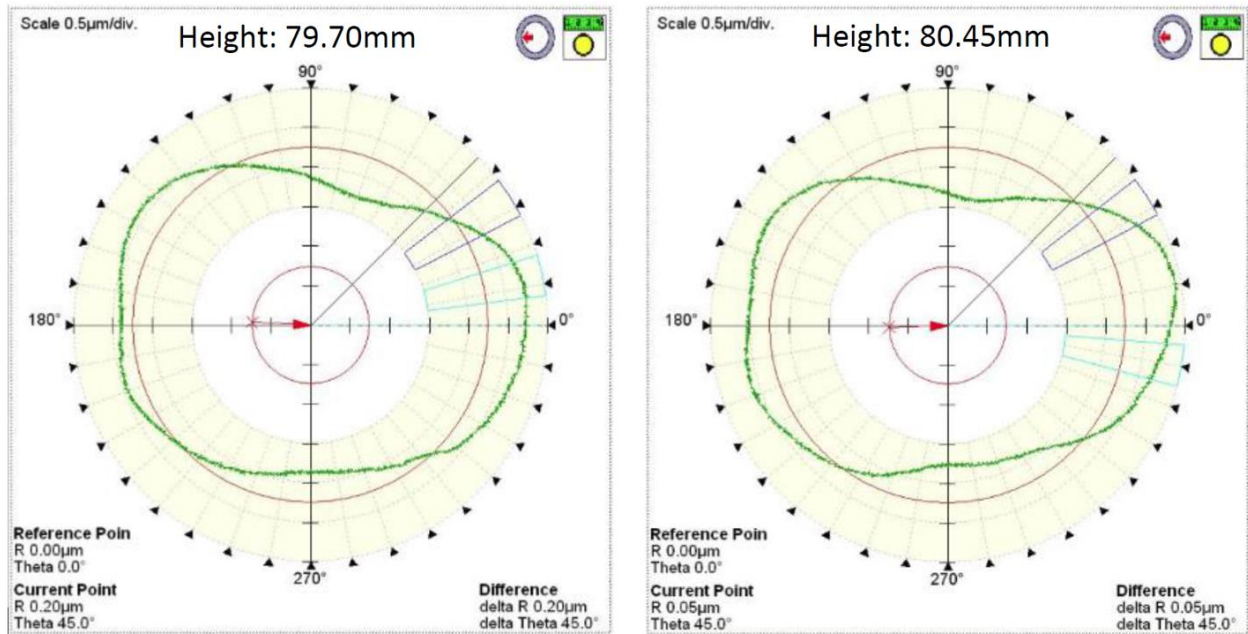 Scale 0.5µm/div.
Height: 79.70mm
90°
180°
0°
270°
Reference Poin
R 0.00µm
Theta 0.0°
Current Point
R 0.20µm
Theta 45.0°
Difference
delta R 0.20µm
delta Theta 45.0°
Scale 0.5µm/div.
Height: 80.45mm
90°
180°
0°
270°
Reference Poin
R 0.00µm
Theta 0.0°
Current Point
R 0.05µm
Theta 45.0°
Difference
delta R 0.05µm
delta Theta 45.0°